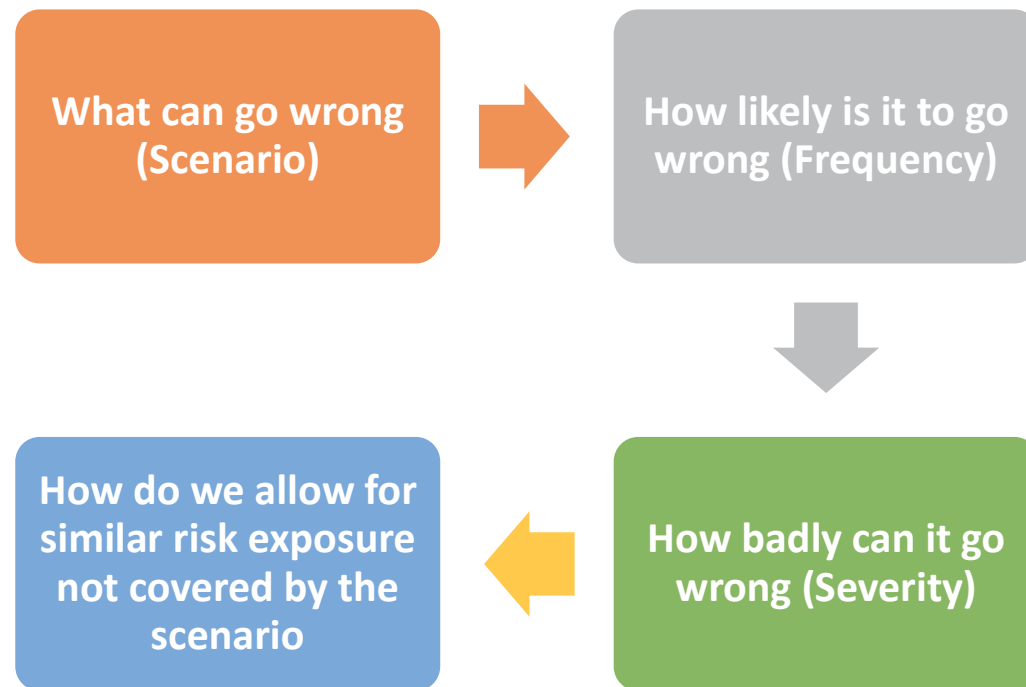 What can go wrong
(Scenario)
How likely is it to go
wrong (Frequency)
How badly can it go
wrong (Severity)
How do we allow for
similar risk exposure
not covered by the
scenario